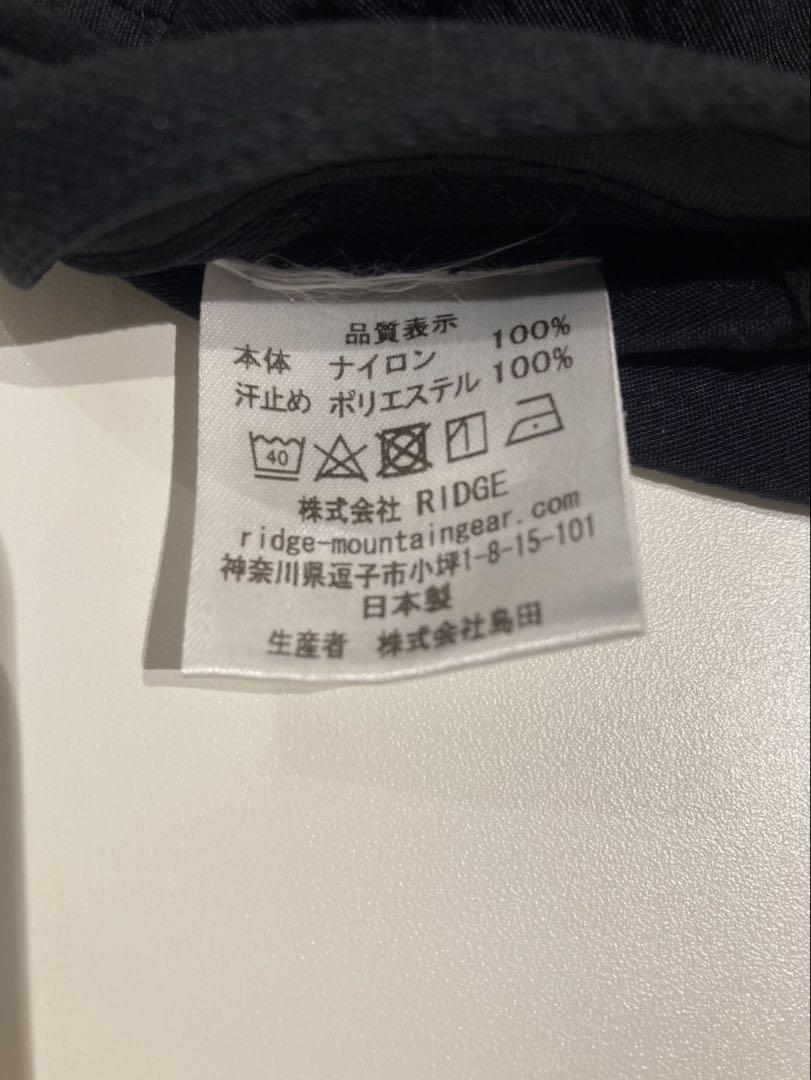 品質表示
本体 ナイロン 100%
汗止め ポリエステル 100%
40
株式会社 RIDGE
ridge-mountaingear.com
神奈川県逗子市小坪1-8-15-101
日本製
生産者 株式会社島田